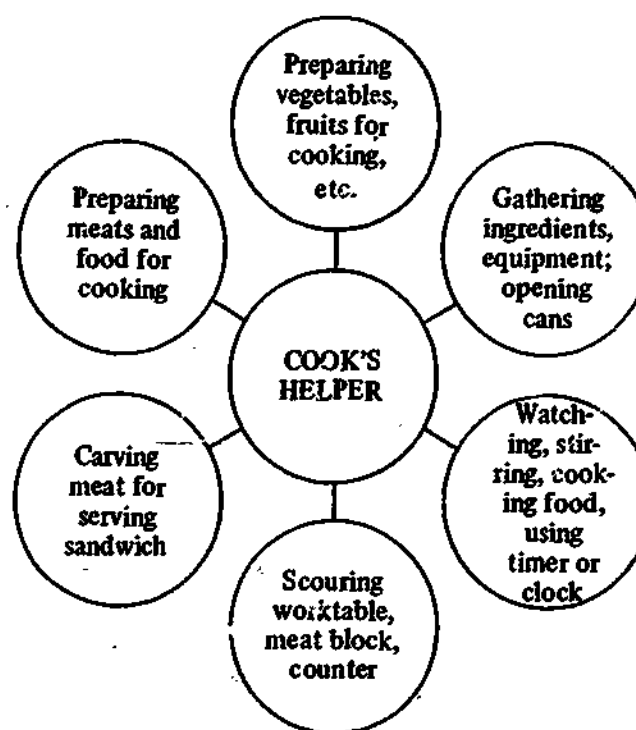 Preparing
vegetables,
fruits for
cooking,
etc.
Preparing
meats and
food for
cooking
Gathering
ingredients,
equipment;
opening
cans
COOK'S
HELPER
Carving
meat for
serving
sandwich
Watch-
ing, stir-
ring, cook-
ing food,
using
timer or
clock
Scouring
worktable,
meat block,
counter